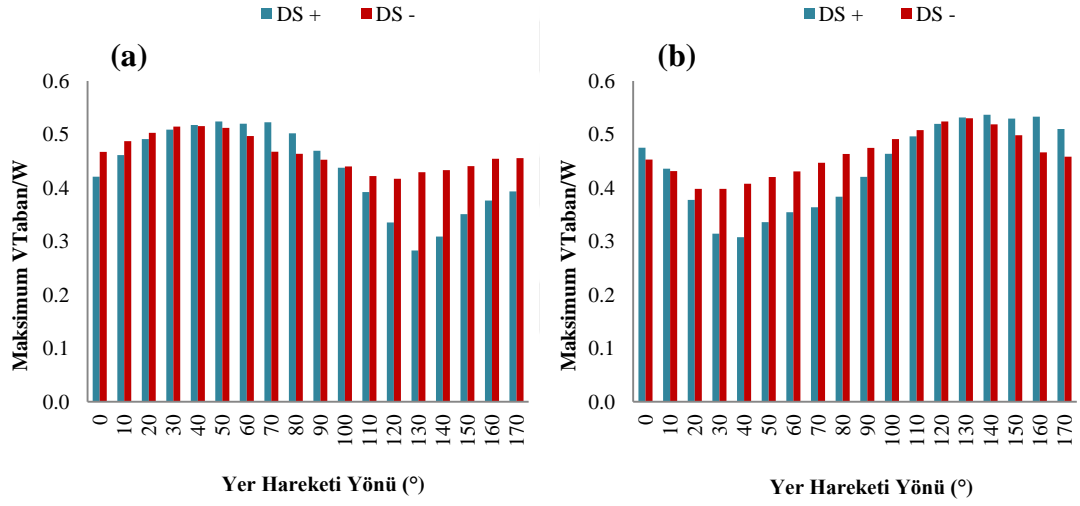 DS + DS -
(a)
Maksimum VTaban/W
0.6
0.5
0.4
0.3
0.2
0.1
0.0
0 10 20 30 40 50 60 70 80 90 100 110 120 130 140 150 160 170
Yer Hareketi Yönü (°)
DS + DS -
(b)
Maksimum VTaban/W
0.6
0.5
0.4
0.3
0.2
0.1
0.0
0 10 20 30 40 50 60 70 80 90 100 110 120 130 140 150 160 170
Yer Hareketi Yönü (°)